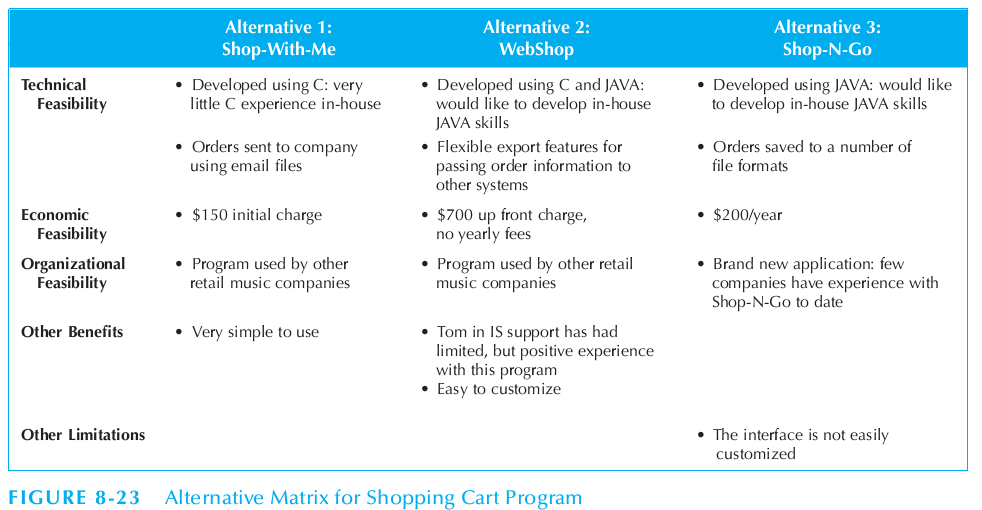 Alternative 1:
Shop-With-Me
Alternative 2:
WebShop
Alternative 3:
Shop-N-Go
Technical
Feasibility
• Developed using C: very
little C experience in-house
• Orders sent to company
using email files
• Developed using C and JAVA:
would like to develop in-house
JAVA skills
• Flexible export features for
passing order information to
other systems
• Developed using JAVA: would like
to develop in-house JAVA skills
• Orders saved to a number of
file formats
Economic
Feasibility
• $150 initial charge
• $700 up front charge,
no yearly fees
• $200/year
Organizational
Feasibility
• Program used by other
retail music companies
• Program used by other retail
music companies
• Brand new application: few
companies have experience with
Shop-N-Go to date
Other Benefits
• Very simple to use
• Tom in IS support has had
limited, but positive experience
with this program
• Easy to customize
Other Limitations
• The interface is not easily
customized
FIGURE 8-23 Alternative Matrix for Shopping Cart Program